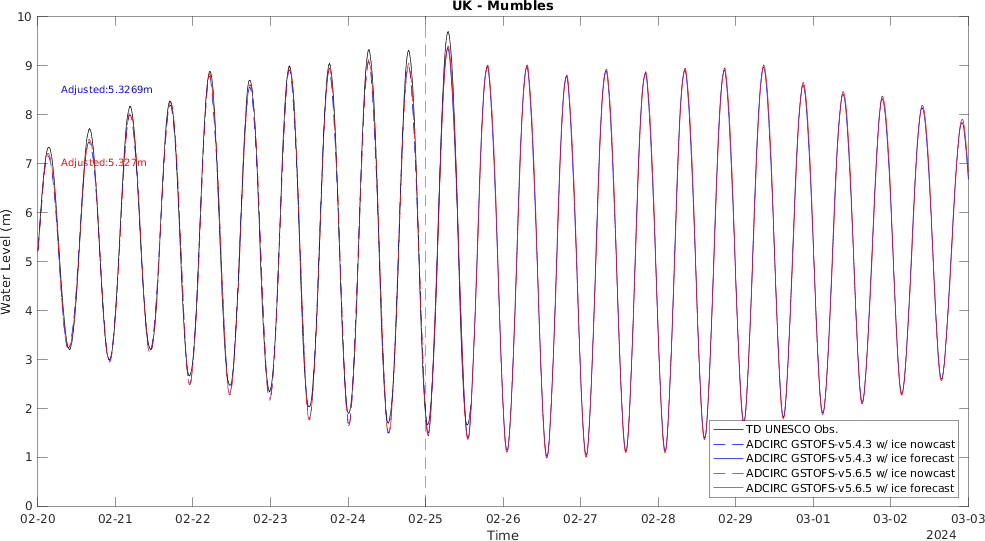 UK - Mumbles
10
9
8
7
6
5
4
3
2
1
0
Water Level (m)
Adjusted:5.3269m
Adjusted:5.327m
TD UNESCO Obs.
ADCIRC GSTOFS-v5.4.3 w/ ice nowcast
ADCIRC GSTOFS-v5.4.3 w/ ice forecast
ADCIRC GSTOFS-v5.6.5 w/ ice nowcast
ADCIRC GSTOFS-v5.6.5 w/ ice forecast
02-20 02-21 02-22 02-23 02-24 02-25 02-26 02-27 02-28 02-29 03-01 03-02 03-03
Time
2024